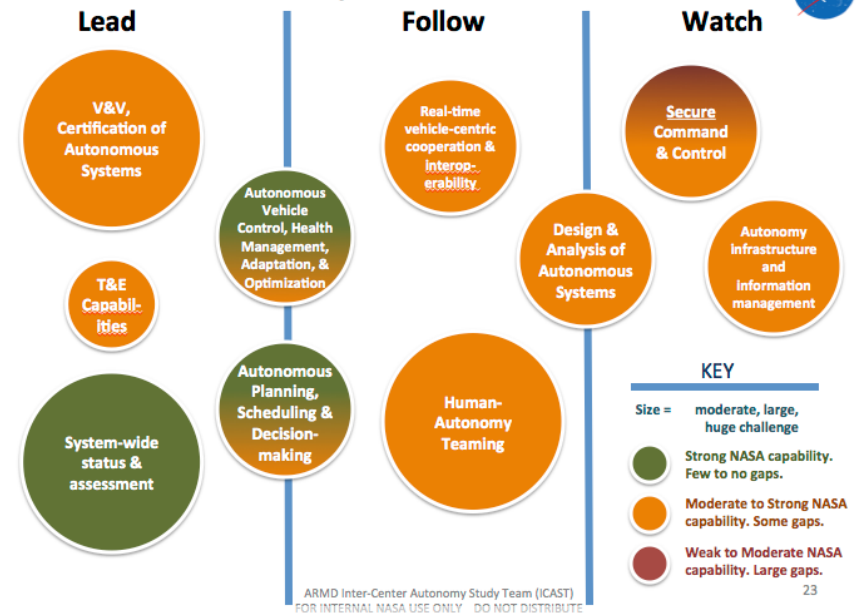 Lead
Follow
Watch
V&V,
Certification of
Autonomous
Systems
T&E
Capabil-
ities
System-wide
status &
assessment
Autonomous
Vehicle
Control, Health
Management,
Adaptation, &
Optimization
Autonomous
Planning,
Scheduling &
Decision-
making
Real-time
vehicle-centric
cooperation &
interop-
erability
Human-
Autonomy
Teaming
Design &
Analysis of
Autonomous
Systems
Secure
Command
& Control
Autonomy
infrastructure
and
information
management
KEY
Size = moderate, large,
huge challenge
Strong NASA capability.
Few to no gaps.
Moderate to Strong NASA
capability. Some gaps.
Weak to Moderate NASA
capability. Large gaps.
23
ARMD Inter-Center Autonomy Study Team (ICAST)
FOR INTERNAL NASA USE ONLY DO NOT DISTRIBUTE